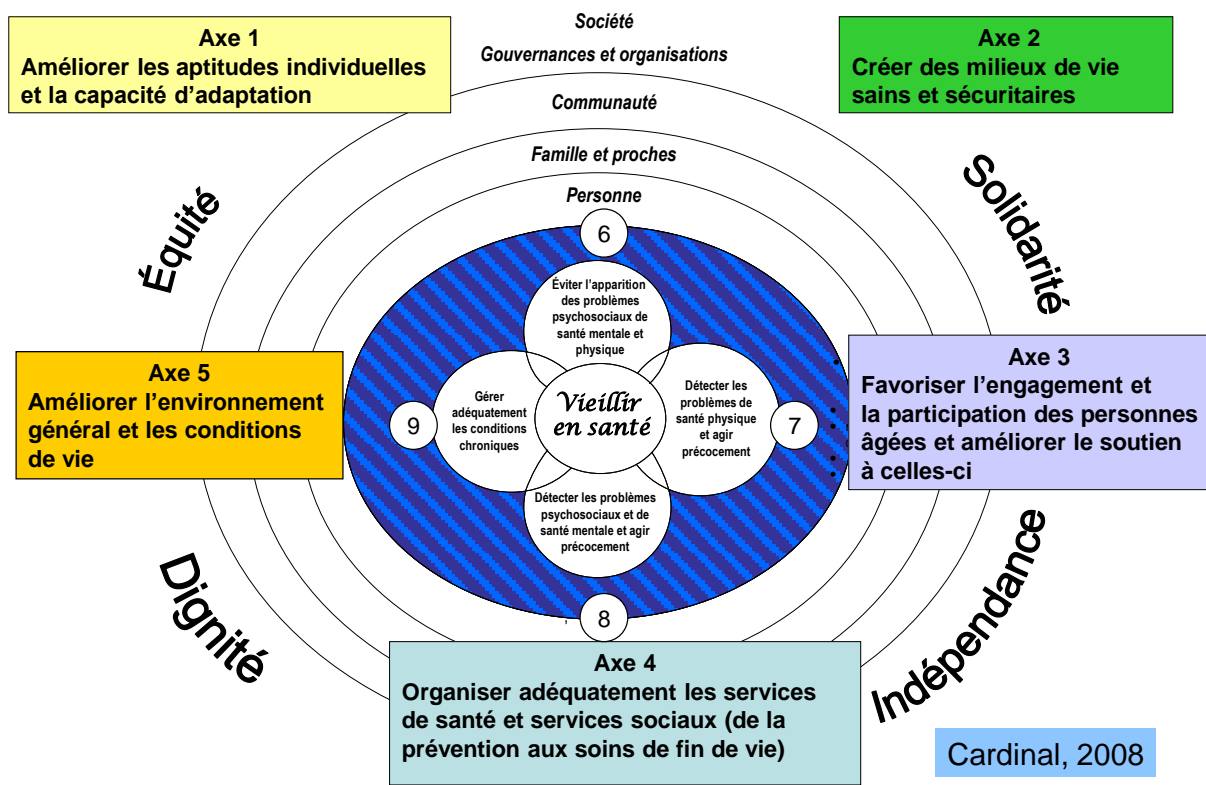 Axe 1
Améliorer les aptitudes individuelles
et la capacité d'adaptation
Société
Gouvernances et organisations
Communauté
Famille et proches
Personne
Axe 2
Créer des milieux de vie
sains et sécuritaires
Équité
Solidarité
6
Éviter l'apparition
des problèmes
psychosociaux de
santé mentale et
physique
Axe 5
Améliorer l'environnement
général et les conditions
de vie
9
Gérer
adéquatement
les conditions
chroniques
Vieillir
en santé
Détecter les
problèmes de
santé physique
et agir
précocement
7
Axe 3
Favoriser l'engagement et
la participation des personnes
âgées et améliorer le soutien
à celles-ci
Détecter les problèmes
psychosociaux et de
santé mentale et agir
précocement
8
Dignité
Indépendance
Axe 4
Organiser adéquatement les services
de santé et services sociaux (de la
prévention aux soins de fin de vie)
Cardinal, 2008